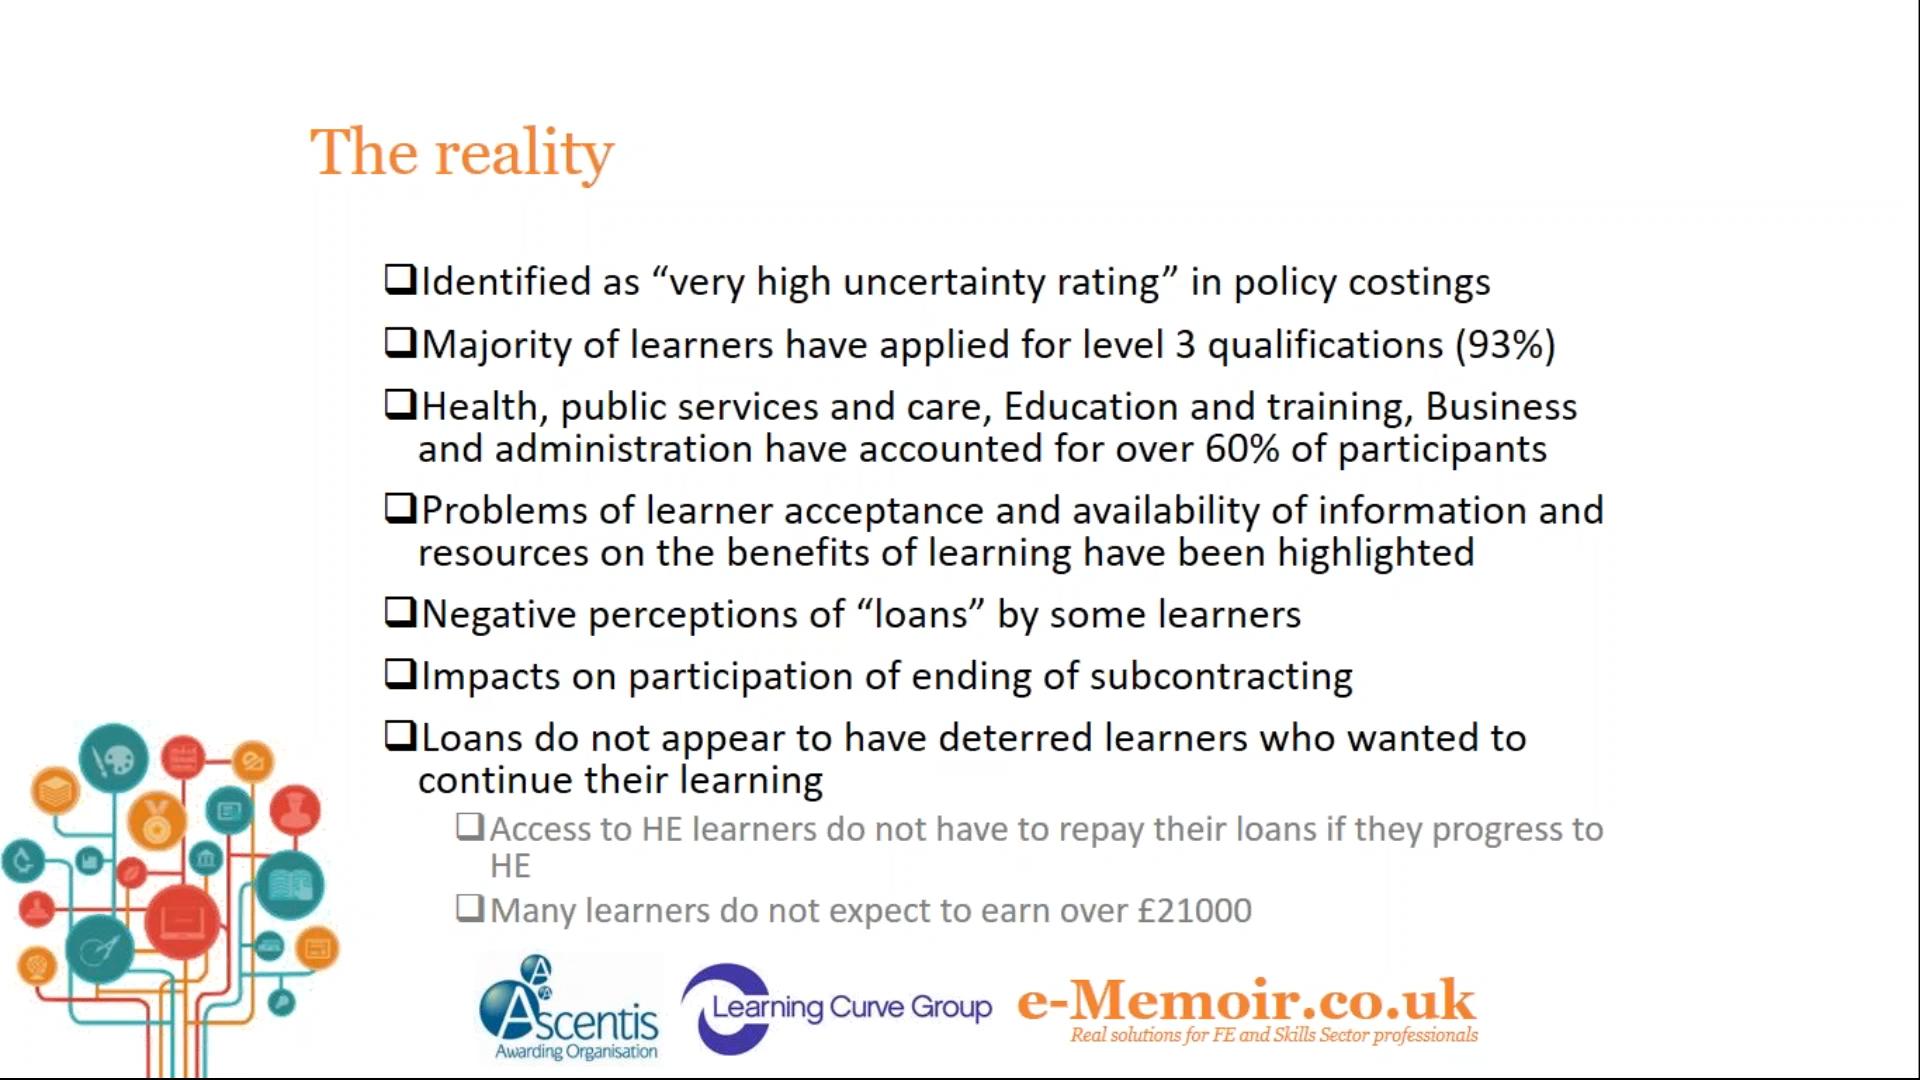 The reality
❑Identified as “very high uncertainty rating” in policy costings
❑Majority of learners have applied for level 3 qualifications (93%)
❑Health, public services and care, Education and training, Business
and administration have accounted for over 60% of participants
❑Problems of learner acceptance and availability of information and
resources on the benefits of learning have been highlighted
❑Negative perceptions of “loans” by some learners
❑Impacts on participation of ending of subcontracting
❑Loans do not appear to have deterred learners who wanted to
continue their learning
❑Access to HE learners do not have to repay their loans if they progress to
HE
❑Many learners do not expect to earn over £21000
Ascentis
Awarding Organisation
Learning Curve Group
e-Memoir.co.uk
Real solutions for FE and Skills Sector professionals